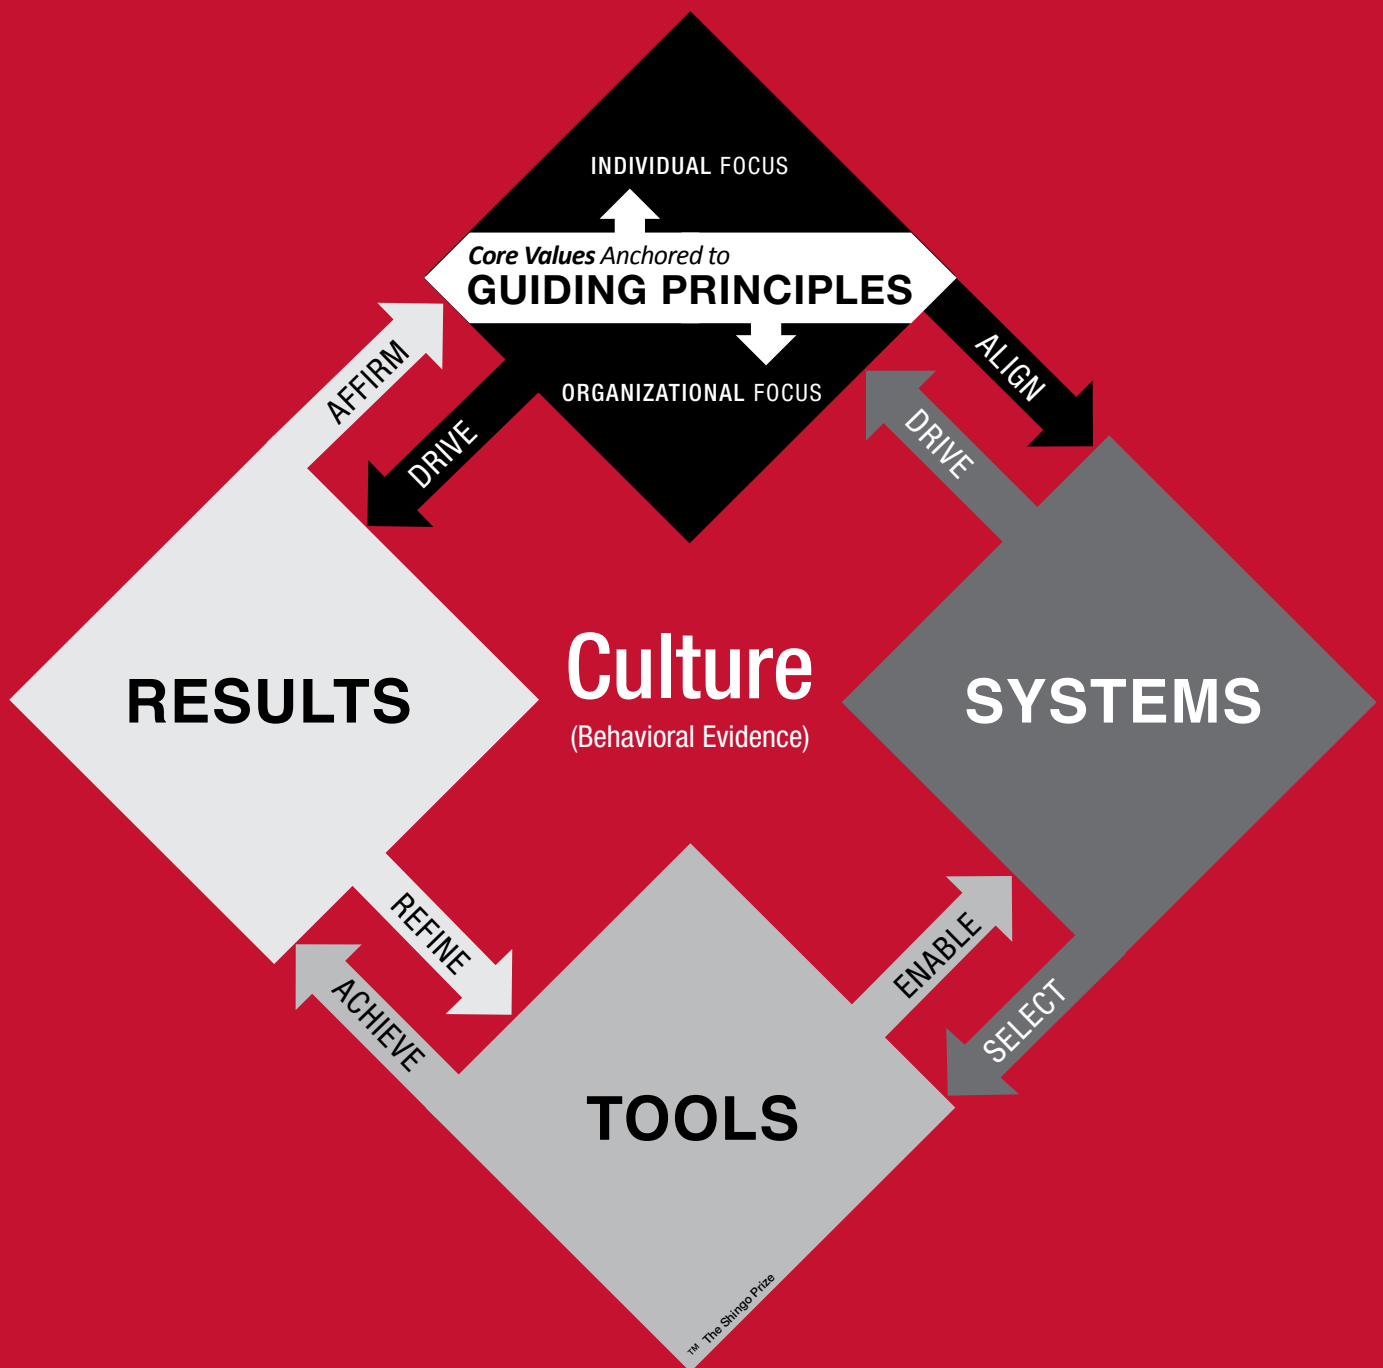 INDIVIDUAL FOCUS
Core Values Anchored to
GUIDING PRINCIPLES
ORGANIZATIONAL FOCUS
AFFIRM
DRIVE
ALIGN
DRIVE
RESULTS
Culture
(Behavioral Evidence)
SYSTEMS
REFINE
ACHIEVE
ENABLE
SELECT
TOOLS
TM The Shingo Prize